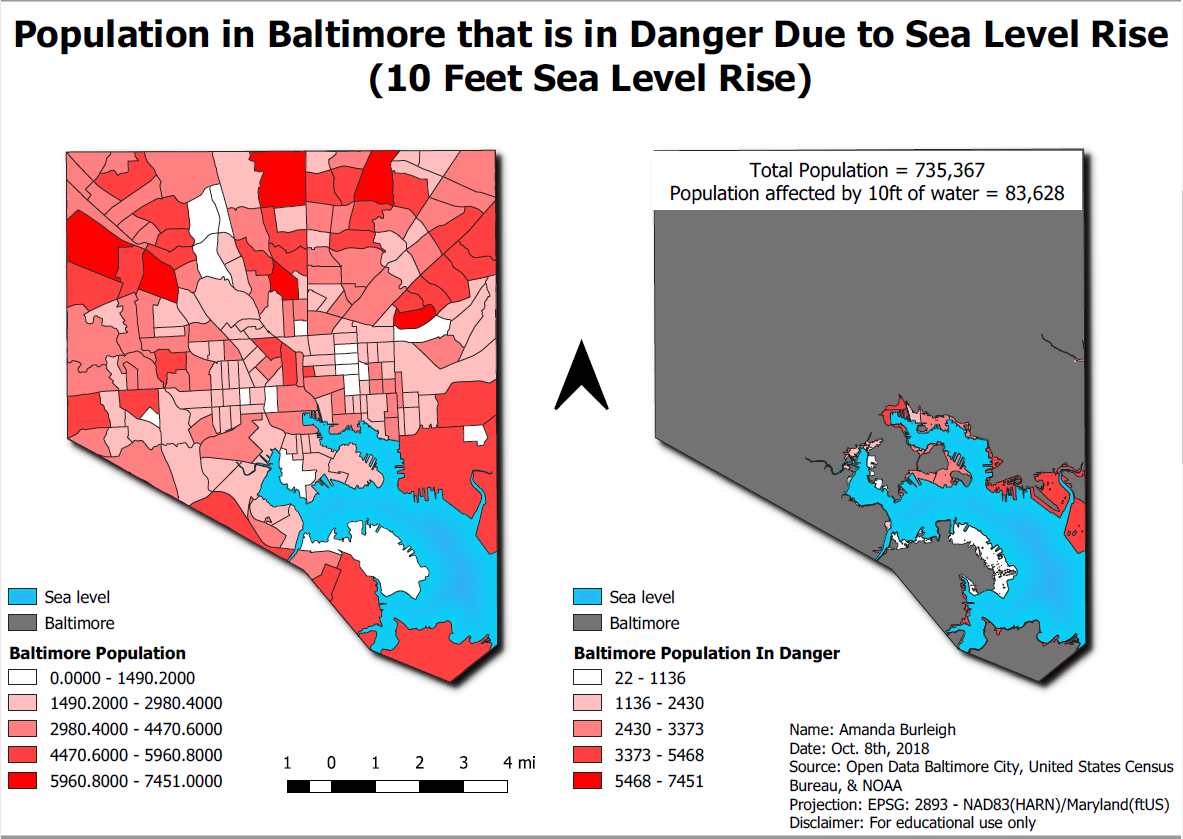 Population in Baltimore that is in Danger Due to Sea Level Rise
(10 Feet Sea Level Rise)
Total Population = 735,367
Population affected by 10ft of water = 83,628
Sea level
Baltimore
Baltimore Population
0.0000 - 1490.2000
1490.2000 - 2980.4000
2980.4000 - 4470.6000
4470.6000 - 5960.8000
5960.8000 - 7451.0000
1 0 1 2 3 4 mi
Sea level
Baltimore
Baltimore Population In Danger
22 - 1136
1136 - 2430
2430 - 3373
3373 - 5468
5468 - 7451
Name: Amanda Burleigh
Date: Oct. 8th, 2018
Source: Open Data Baltimore City, United States Census
Bureau, & NOAA
Projection: EPSG: 2893 - NAD83(HARN)/Maryland(ftUS)
Disclaimer: For educational use only